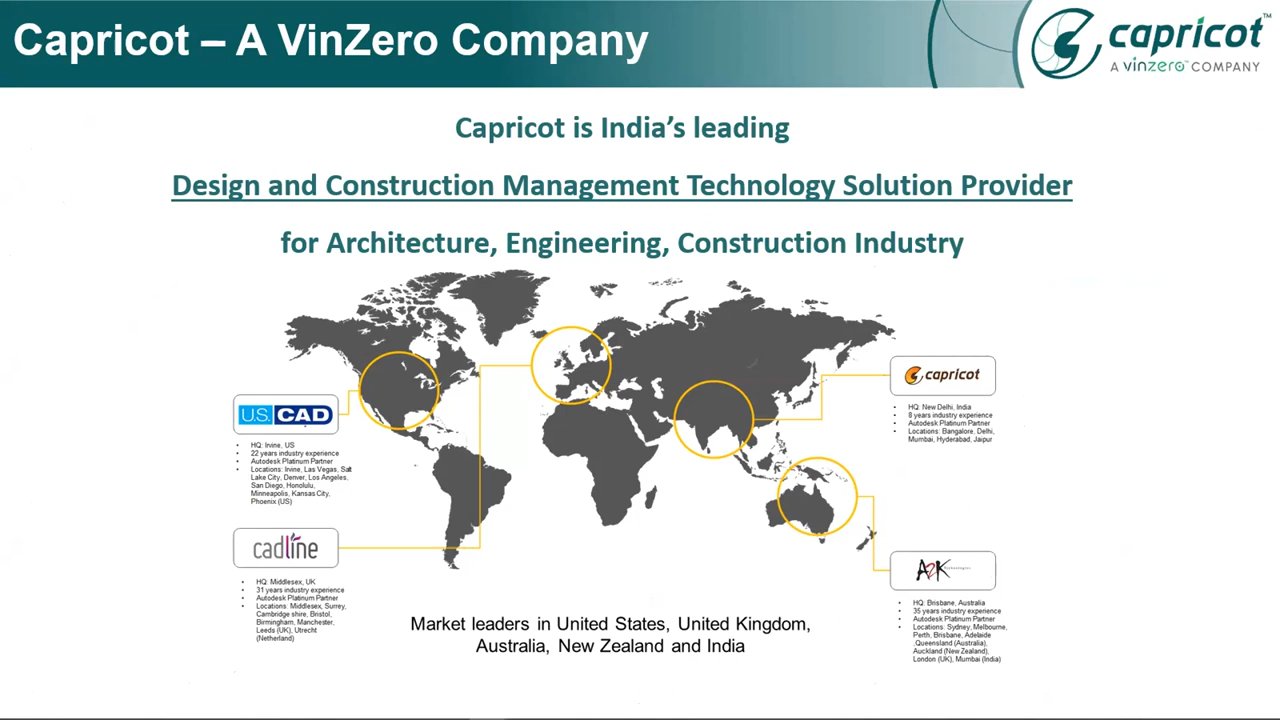 Capricot – A VinZero Company
capricot™
A vinzero™ COMPANY
Capricot is India's leading
Design and Construction Management Technology Solution Provider
for Architecture, Engineering, Construction Industry
U.S. CAD
• HQ: Irvine, US
• 22 years industry experience
• Autodesk Platinum Partner
• Locations: Irvine, Las Vegas, Salt
Lake City, Denver, Los Angeles.
San Diego, Honolulu,
Minneapolis, Kansas City,
Phoenix (US)
cadline
• HQ: Middlesex, UK
• 31 years industry experience
• Autodesk Platinum Partner
• Locations: Middlesex, Surrey,
Cambridge shire, Bristol,
Birmingham, Manchester,
Leeds (UK), Utrecht
(Netherland)
capricot
• HQ: New Delhi, India
• 8 years industry experience
• Autodesk Platinum Partner
• Locations: Bangalore, Delhi,
Mumbai, Hyderabad, Jaipur
A2K Technologies
• HQ: Brisbane, Australia
• 35 years industry experience
• Autodesk Platinum Partner
• Locations: Sydney, Melbourne,
Perth, Brisbane, Adelaide
,Queensland (Australia),
Auckland (New Zealand),
London (UK), Mumbai (India)
Market leaders in United States, United Kingdom,
Australia, New Zealand and India